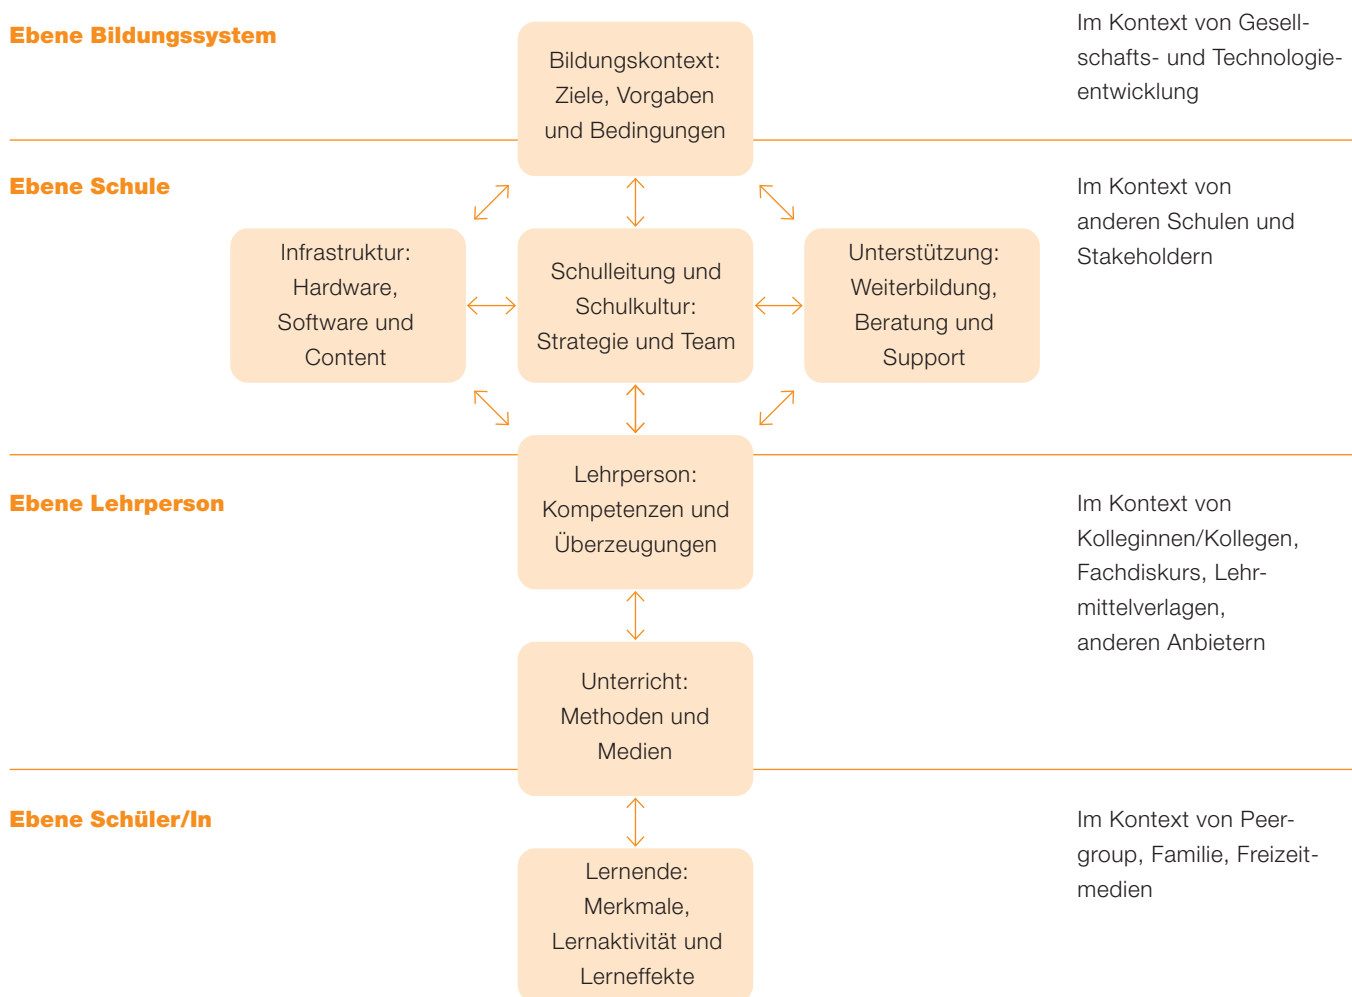 Ebene Bildungssystem
Bildungskontext:
Ziele, Vorgaben
und Bedingungen
Im Kontext von Gesell-
schafts- und Technologie-
entwicklung
Ebene Schule
Infrastruktur:
Hardware,
Software und
Content
Schulleitung und
Schulkultur:
Strategie und Team
Unterstützung:
Weiterbildung,
Beratung und
Support
Im Kontext von
anderen Schulen und
Stakeholdern
Ebene Lehrperson
Lehrperson:
Kompetenzen und
Überzeugungen
Unterricht:
Methoden und
Medien
Im Kontext von
Kolleginnen/Kollegen,
Fachdiskurs, Lehr-
mittelverlagen,
anderen Anbietern
Ebene Schüler/In
Lernende:
Merkmale,
Lernaktivität und
Lerneffekte
Im Kontext von Peer-
group, Familie, Freizeit-
medien